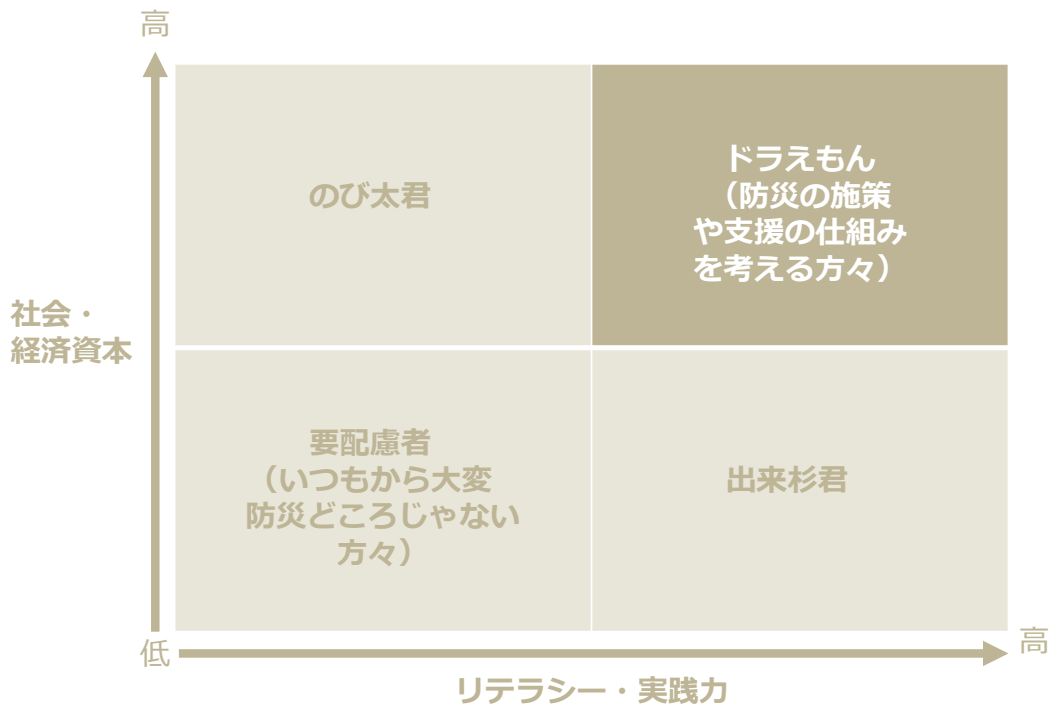 高
のび太君
ドラえもん
（防災の施策
や支援の仕組み
を考える方々）
社会・
経済資本
要配慮者
（いつもから大変
防災どころじゃない
方々）
出来杉君
低
高
リテラシー・実践力